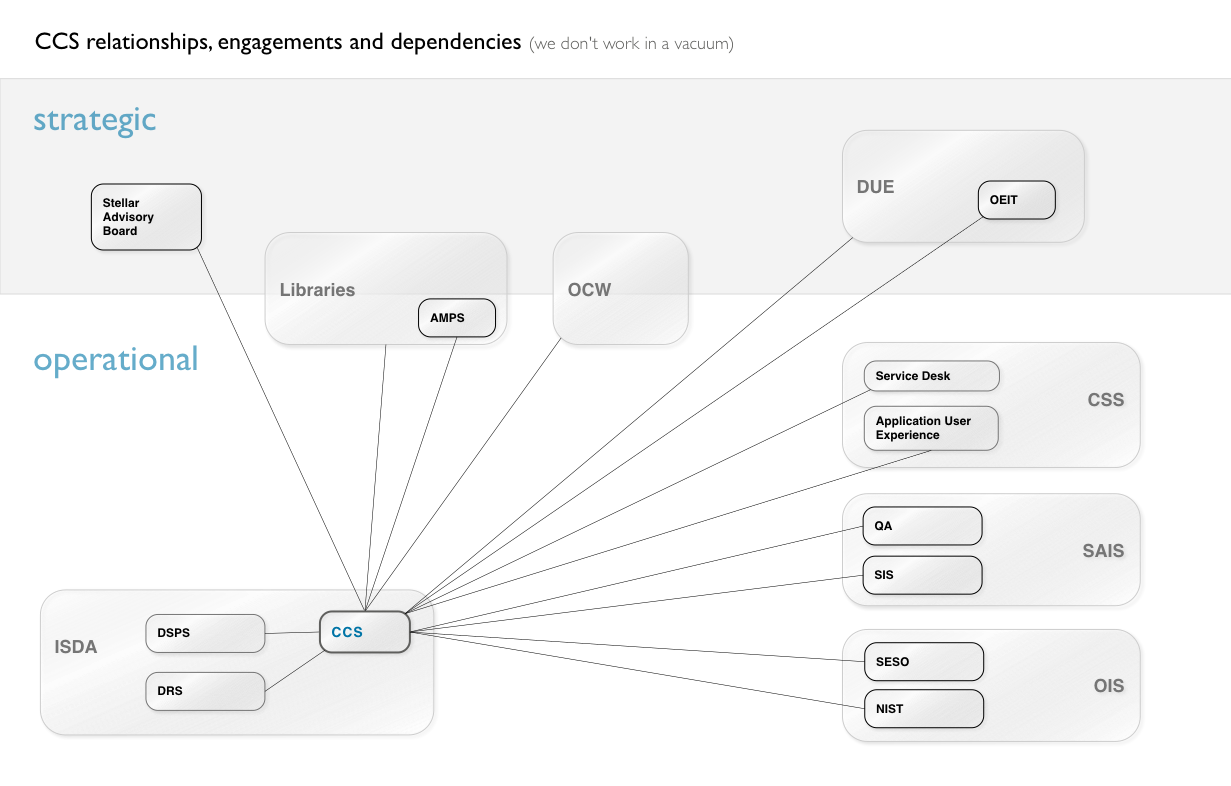 CCS relationships, engagements and dependencies (we don't work in a vacuum)
strategic
Stellar
Advisory
Board
Libraries
AMPS
OCW
DUE
OEIT
operational
Service Desk
Application User
Experience
CSS
QA
SIS
SAIS
ISDA
DSPS
DRS
CCS
SESO
NIST
OIS